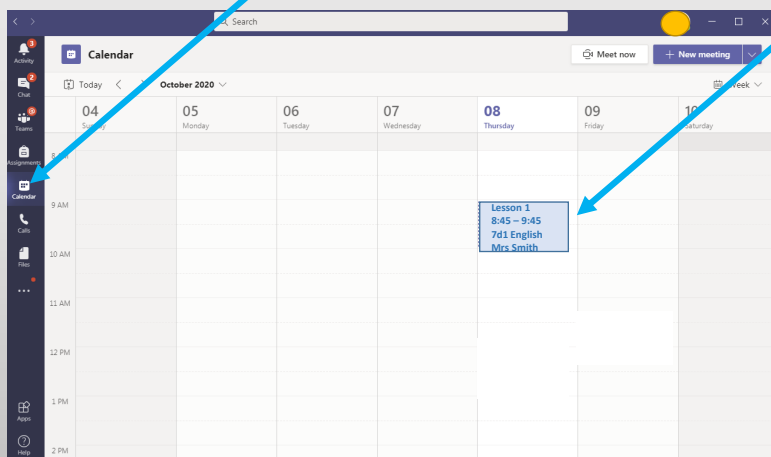 Search
3
Activity
Calendar
Meet now
+ New meeting
2
Chat
Today
October 2020
Week
Teams
04
05
06
07
08
09
10
Sunday
Monday
Tuesday
Wednesday
Thursday
Friday
Saturday
Assignments
8 AM
Calendar
9 AM
Lesson 1
8:45 – 9:45
7d1 English
Mrs Smith
Calls
10 AM
Files
11 AM
12 PM
1 PM
Apps
Help
2 PM